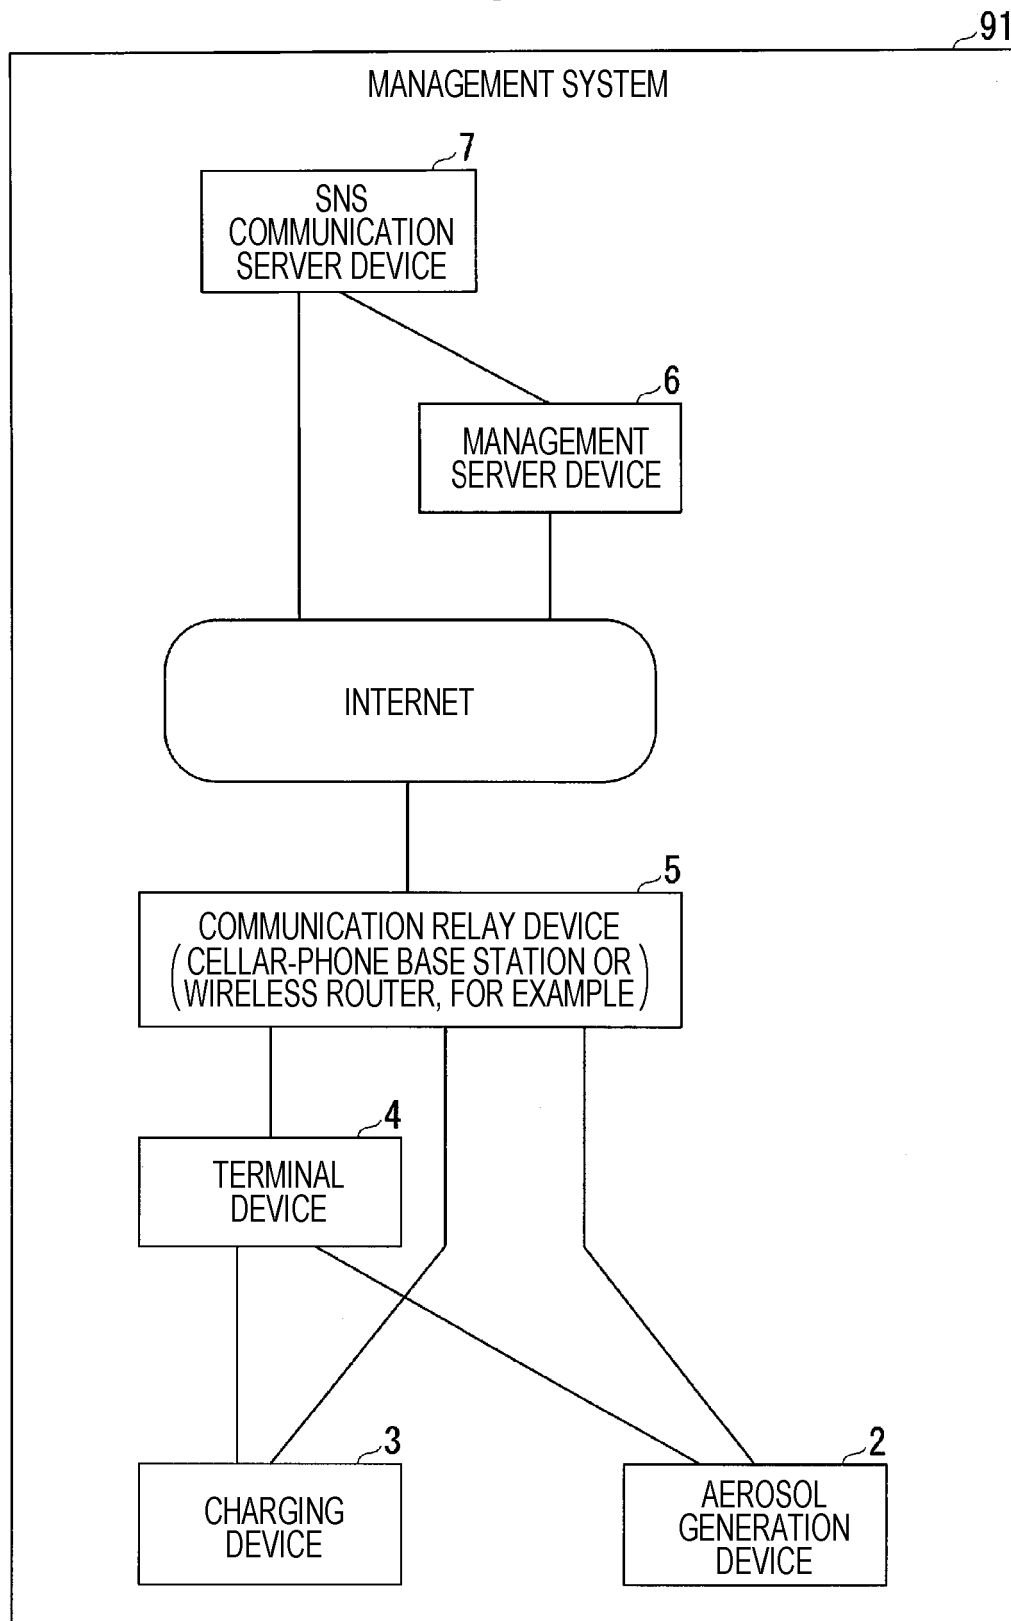 91
MANAGEMENT SYSTEM
7
SNS
COMMUNICATION
SERVER DEVICE
6
MANAGEMENT
SERVER DEVICE
INTERNET
5
COMMUNICATION RELAY DEVICE
(CELLAR-PHONE BASE STATION OR
WIRELESS ROUTER, FOR EXAMPLE)
4
TERMINAL
DEVICE
3
CHARGING
DEVICE
2
AEROSOL
GENERATION
DEVICE